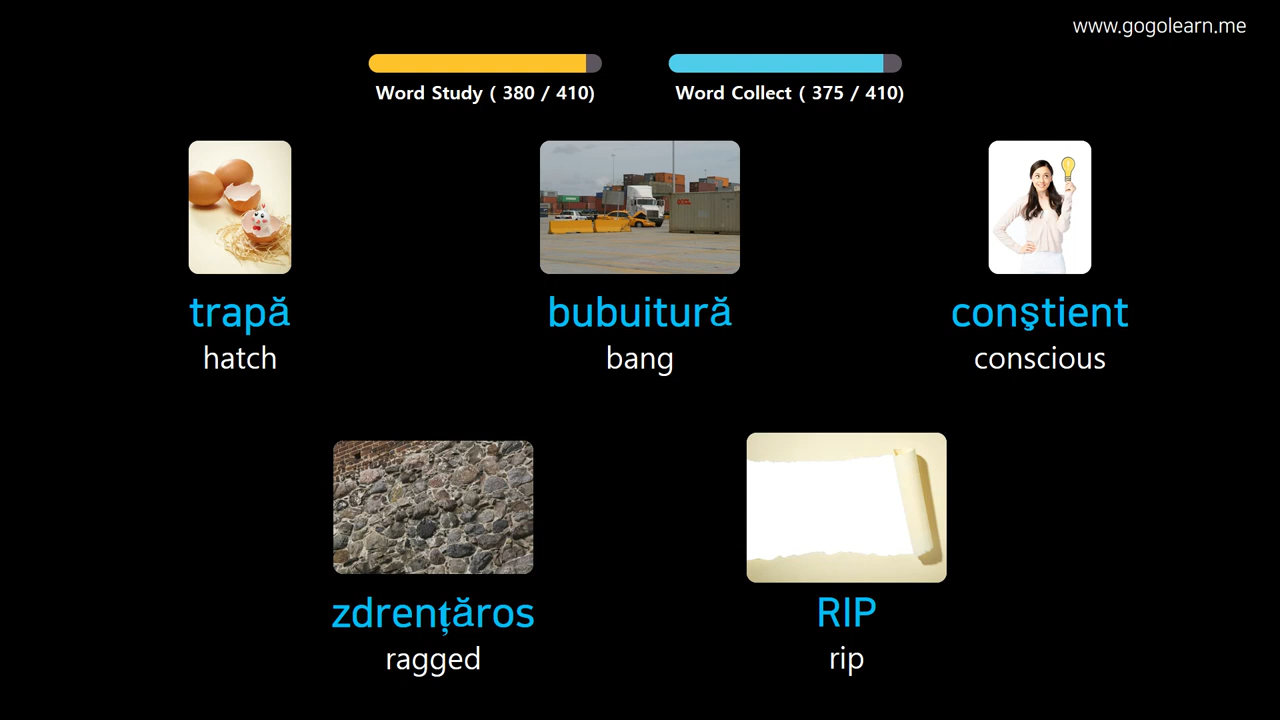 www.gogolearn.me
Word Study ( 380 / 410)
Word Collect ( 375 / 410)
trapă
hatch
bubuitură
bang
conştient
conscious
zdrențăros
ragged
RIP
rip